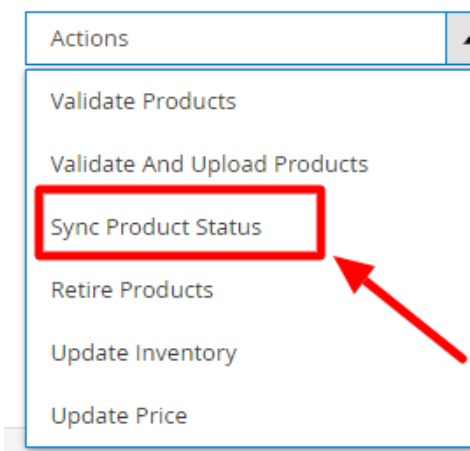 Actions
Validate Products
Validate And Upload Products
Sync Product Status
Retire Products
Update Inventory
Update Price